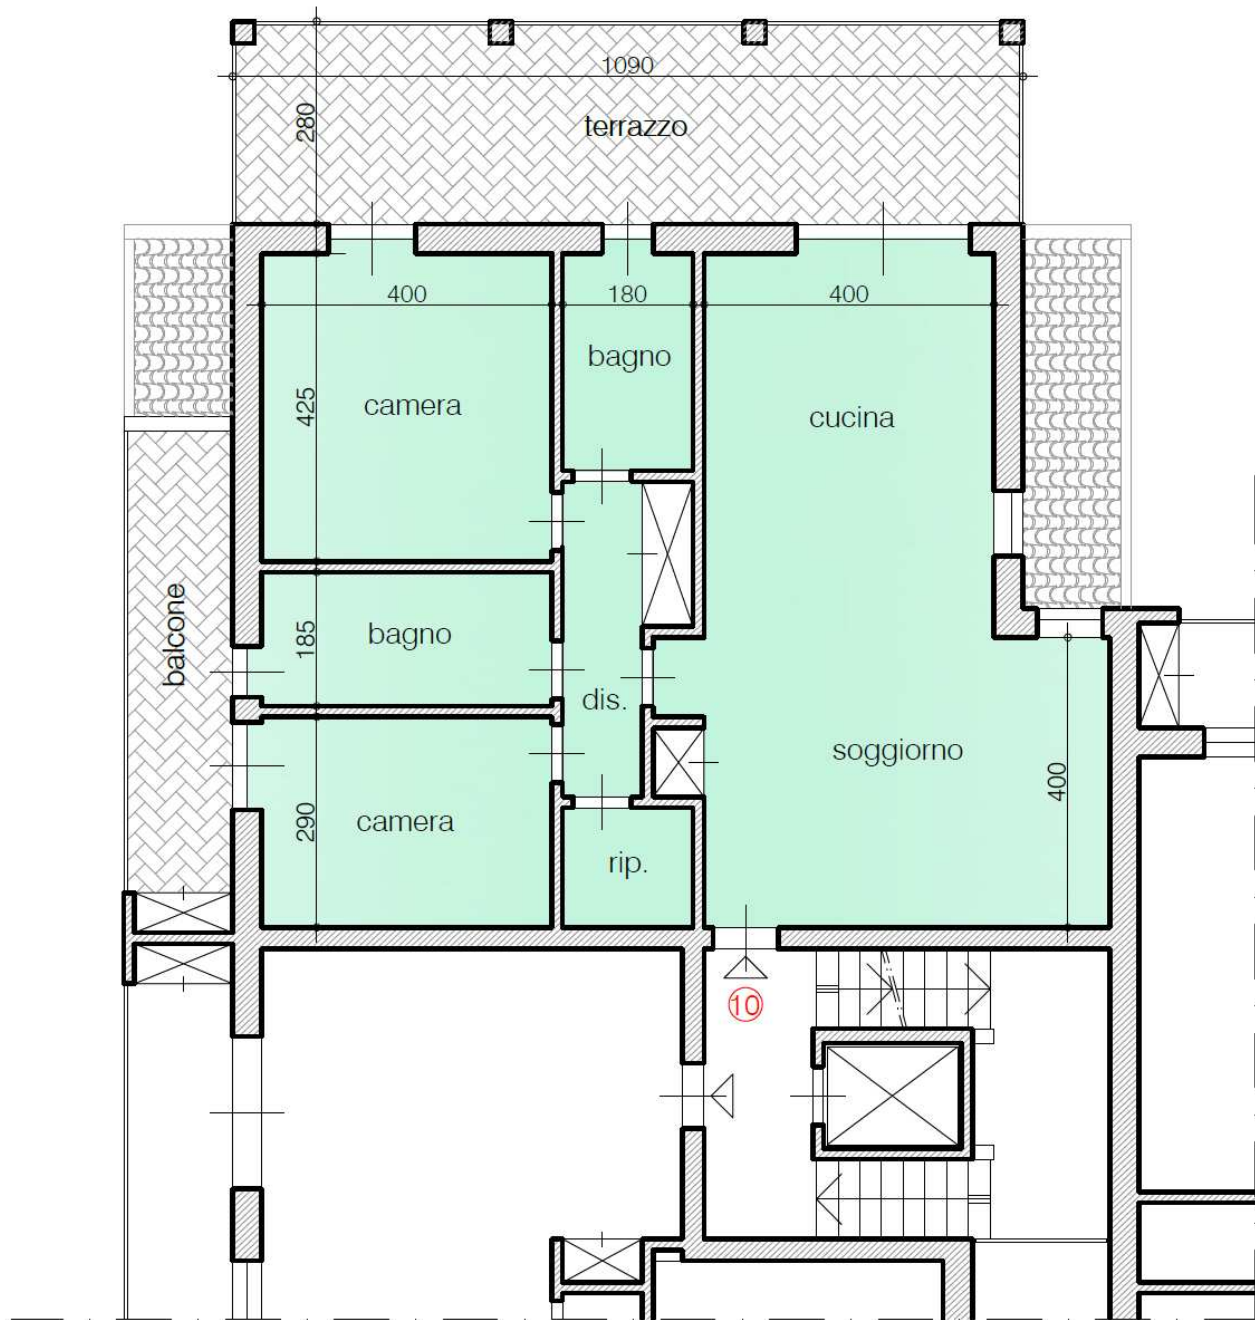 1090
280
terrazzo
400
180
400
bagno
425
camera
cucina
balcone
185
bagno
dis.
soggiorno
400
290
camera
rip.
10